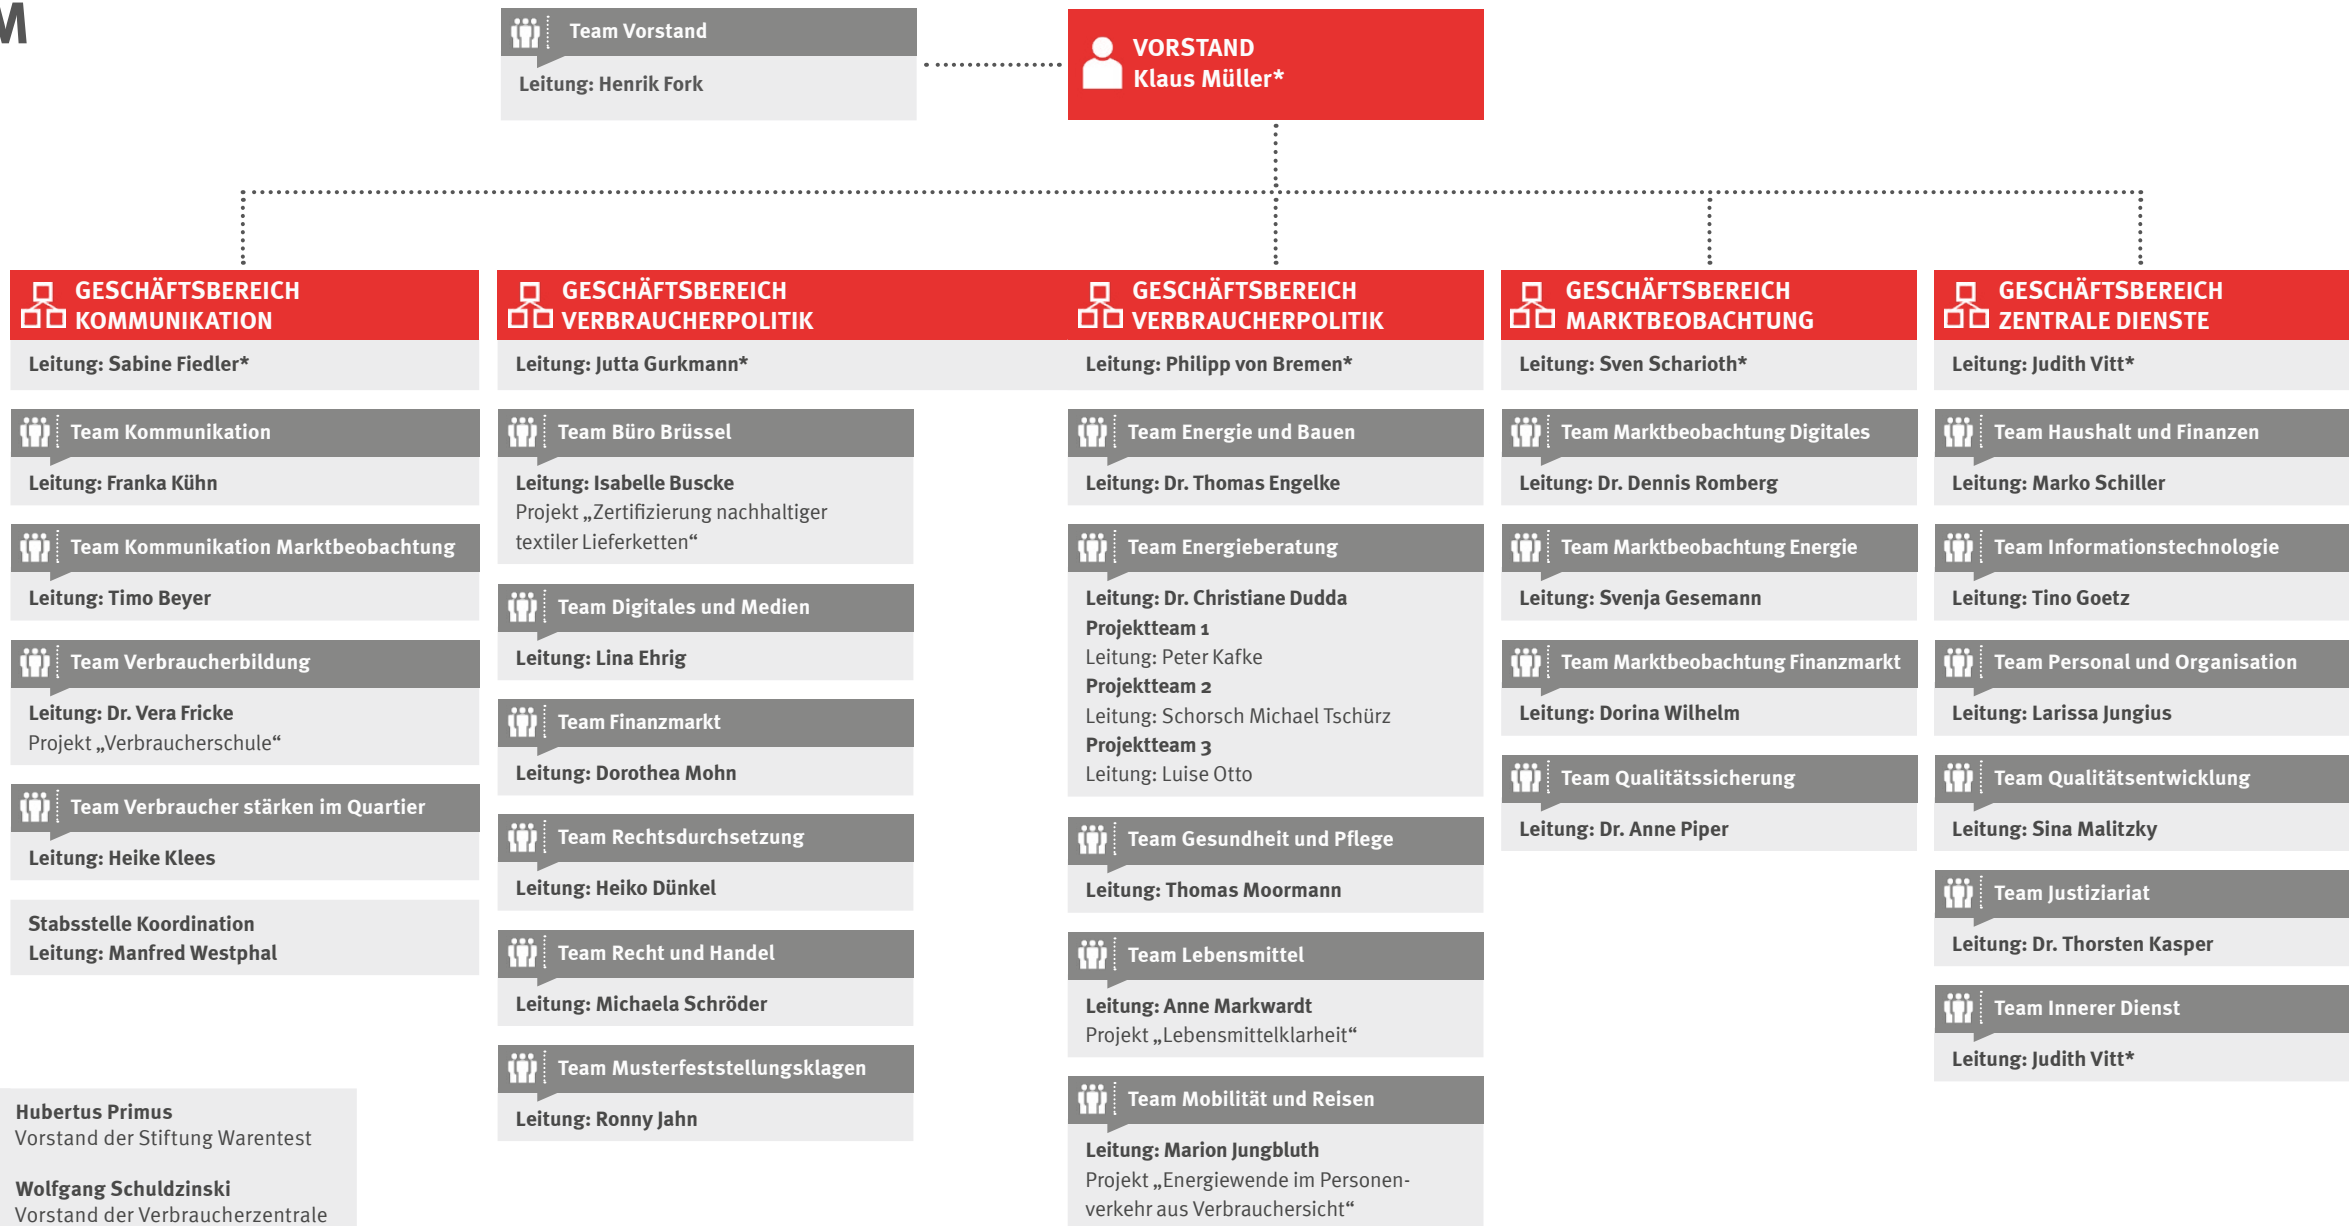 M
Team Vorstand
Leitung: Henrik Fork
VORSTAND
Klaus Müller*
GESCHÄFTSBEREICH
KOMMUNIKATION
Leitung: Sabine Fiedler*
Team Kommunikation
Leitung: Franka Kühn
Team Kommunikation Marktbeobachtung
Leitung: Timo Beyer
Team Verbraucherbildung
Leitung: Dr. Vera Fricke
Projekt „Verbraucherschule“
Team Verbraucher stärken im Quartier
Leitung: Heike Klees
Stabsstelle Koordination
Leitung: Manfred Westphal
Hubertus Primus
Vorstand der Stiftung Warentest
Wolfgang Schuldzinski
Vorstand der Verbraucherzentrale
GESCHÄFTSBEREICH
VERBRAUCHERPOLITIK
Leitung: Jutta Gurkmann*
Team Büro Brüssel
Leitung: Isabelle Buscke
Projekt „Zertifizierung nachhaltiger
textiler Lieferketten“
Team Digitales und Medien
Leitung: Lina Ehrig
Team Finanzmarkt
Leitung: Dorothea Mohn
Team Rechtsdurchsetzung
Leitung: Heiko Dünkel
Team Recht und Handel
Leitung: Michaela Schröder
Team Musterfeststellungsklagen
Leitung: Ronny Jahn
GESCHÄFTSBEREICH
VERBRAUCHERPOLITIK
Leitung: Philipp von Bremen*
Team Energie und Bauen
Leitung: Dr. Thomas Engelke
Team Energieberatung
Leitung: Dr. Christiane Dudda
Projektteam 1
Leitung: Peter Kafke
Projektteam 2
Leitung: Schorsch Michael Tschürz
Projektteam 3
Leitung: Luise Otto
Team Gesundheit und Pflege
Leitung: Thomas Moormann
Team Lebensmittel
Leitung: Anne Markwardt
Projekt „Lebensmittelklarheit“
Team Mobilität und Reisen
Leitung: Marion Jungbluth
Projekt „Energiewende im Personen-
verkehr aus Verbrauchersicht“
GESCHÄFTSBEREICH
MARKTBEOBACHTUNG
Leitung: Sven Scharioth*
Team Marktbeobachtung Digitales
Leitung: Dr. Dennis Romberg
Team Marktbeobachtung Energie
Leitung: Svenja Gesemann
Team Marktbeobachtung Finanzmarkt
Leitung: Dorina Wilhelm
Team Qualitätssicherung
Leitung: Dr. Anne Piper
GESCHÄFTSBEREICH
ZENTRALE DIENSTE
Leitung: Judith Vitt*
Team Haushalt und Finanzen
Leitung: Marko Schiller
Team Informationstechnologie
Leitung: Tino Goetz
Team Personal und Organisation
Leitung: Larissa Jungius
Team Qualitätsentwicklung
Leitung: Sina Malitzky
Team Justiziariat
Leitung: Dr. Thorsten Kasper
Team Innerer Dienst
Leitung: Judith Vitt*